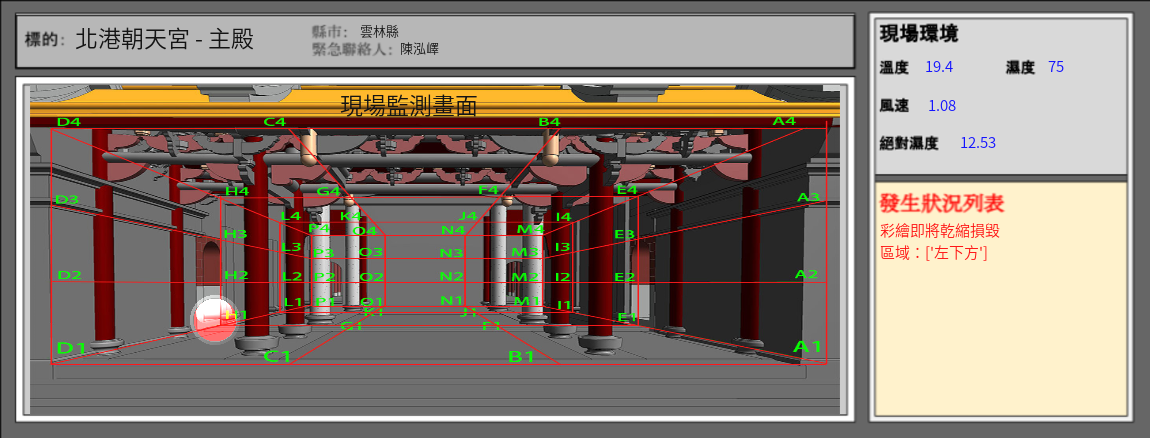 標的: 北港朝天宮 - 主殿
縣市: 雲林縣
緊急聯絡人: 陳泓嶧
現場監測畫面
D4 C4 B4 A4
H4 G4 F4 E4
D3 A3
L4 K4 J4 I4
P4 O4 N4 M4
H3 E3
L3 P3 O3 N3 M3 I3
D2 H2 L2 P2 O2 N2 M2 I2 E2 A2
L1 P1 O1 N1 M1 I1
H1 K1 J1 E1
G1 F1
D1 C1 B1 A1
現場環境
溫度 19.4 濕度 75
風速 1.08
絕對濕度 12.53
發生狀況列表
彩繪即將乾縮損毀
區域：['左下方']